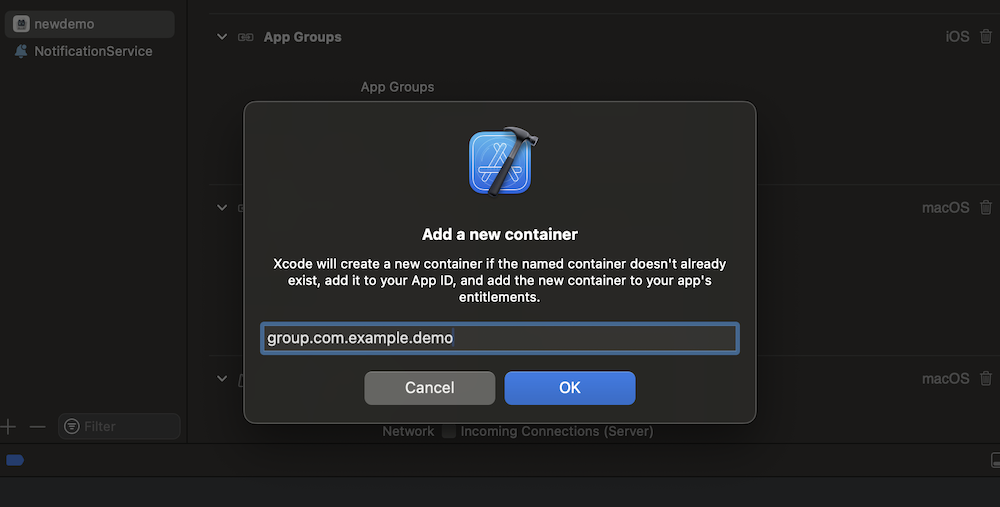 newdemo
NotificationService
App Groups
iOS
App Groups
macOS
Add a new container
Xcode will create a new container if the named container doesn't already
exist, add it to your App ID, and add the new container to your app's
entitlements.
group.com.example.demo
Cancel
OK
macOS
Filter
Network
Incoming Connections (Server)